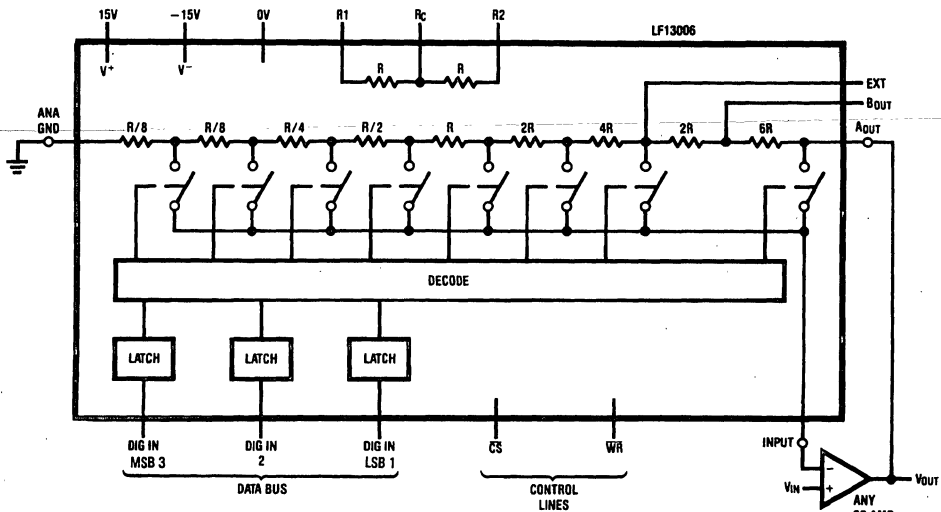 15V -15V 0V R1 RC R2
LF13006
V+ V-
R R
EXT
BOUT
ANA GND
R/8 R/8 R/4 R/2 R 2R 4R 2R 6R
AOUT
DECODE
LATCH LATCH LATCH
INPUT
DIG IN MSB 3
DIG IN 2
DIG IN LSB 1
CS WR
DATA BUS
CONTROL LINES
VIN
-
+
VOUT
ANY